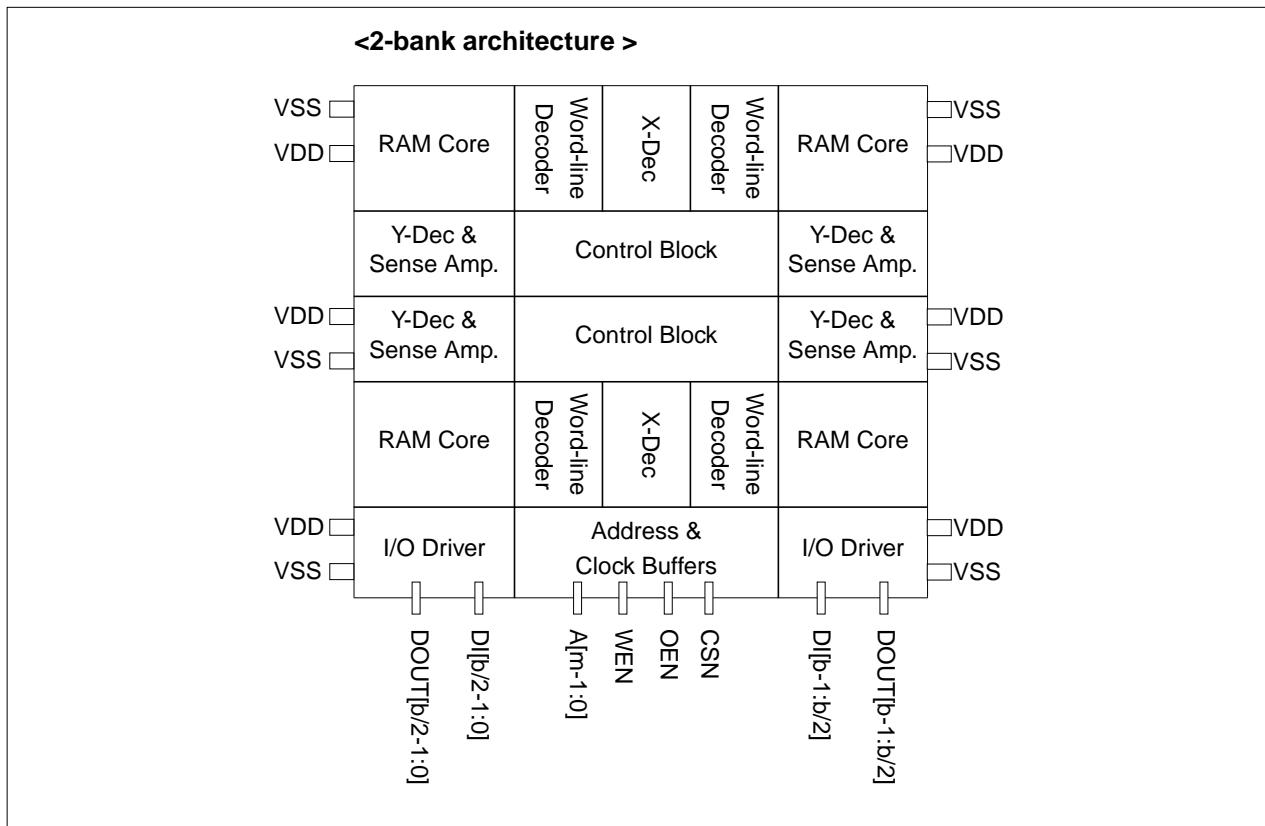 <2-bank architecture >
VSS
VDD
RAM Core
Word-line
Decoder
X-Dec
Word-line
Decoder
RAM Core
VSS
VDD
Y-Dec &
Sense Amp.
Control Block
Y-Dec &
Sense Amp.
VDD
VSS
Y-Dec &
Sense Amp.
Control Block
Y-Dec &
Sense Amp.
VDD
VSS
RAM Core
Word-line
Decoder
X-Dec
Word-line
Decoder
RAM Core
VDD
VSS
I/O Driver
Address &
Clock Buffers
I/O Driver
VDD
VSS
DOUT[b/2-1:0]
DI[b/2-1:0]
A[m-1:0]
WEN
OEN
CSN
DI[b-1:b/2]
DOUT[b-1:b/2]